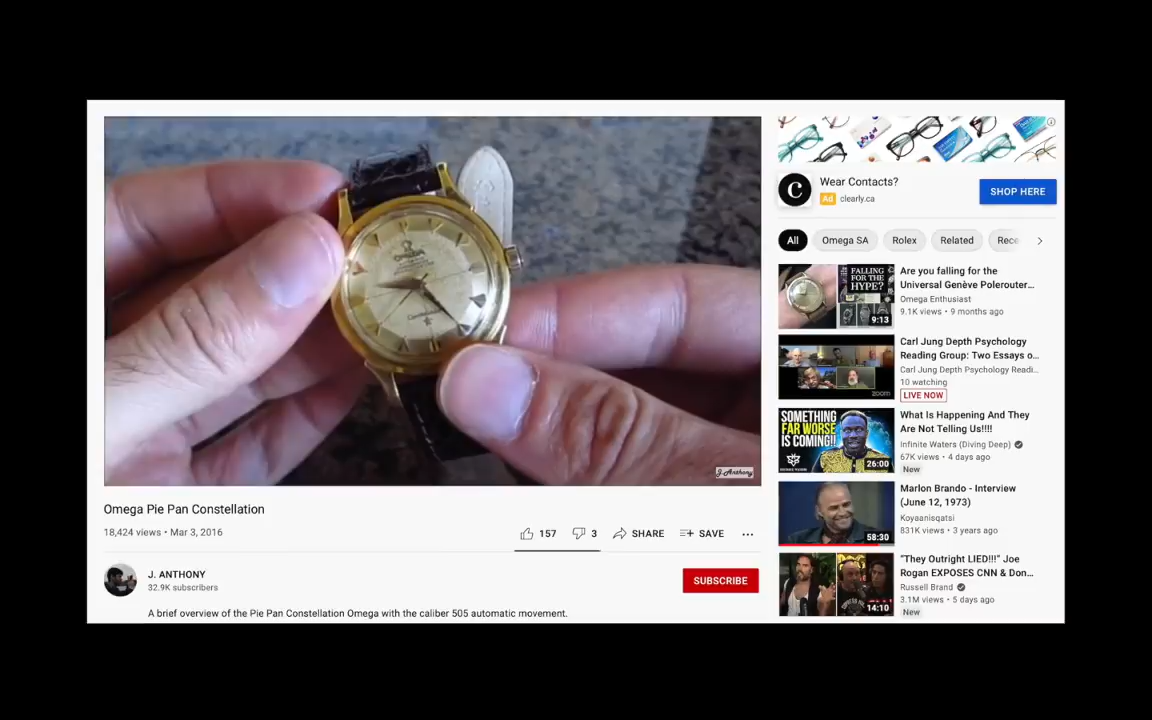 OMEGA
Constellation
J-Anthony
Omega Pie Pan Constellation
18,424 views • Mar 3, 2016
157
3
SHARE
SAVE
J. ANTHONY
32.9K subscribers
SUBSCRIBE
A brief overview of the Pie Pan Constellation Omega with the caliber 505 automatic movement.
C
Wear Contacts?
Ad clearly.ca
SHOP HERE
All
Omega SA
Rolex
Related
Rece
FALLING
FOR THE
HYPE?
9:13
Are you falling for the
Universal Genève Polerouter…
Omega Enthusiast
9.1K views • 9 months ago
zoom
Carl Jung Depth Psychology
Reading Group: Two Essays o…
Carl Jung Depth Psychology Readi…
10 watching
LIVE NOW
SOMETHING
FAR WORSE
IS COMING!!
26:00
What Is Happening And They
Are Not Telling Us!!!!
Infinite Waters (Diving Deep)
67K views • 4 days ago
New
58:30
Marlon Brando - Interview
(June 12, 1973)
Koyaanisqatsi
831K views • 3 years ago
14:10
"They Outright LIED!!!" Joe
Rogan EXPOSES CNN & Don…
Russell Brand
3.1M views • 5 days ago
New